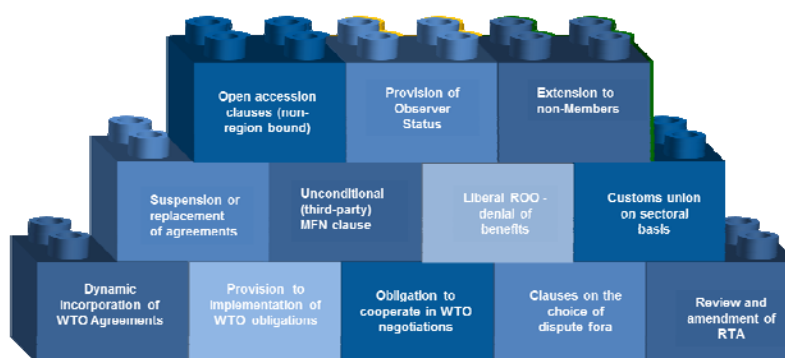 Open accession
clauses (non-
region bound)
Provision of
Observer
Status
Extension to
non-Members
Suspension or
replacement
of agreements
Unconditional
(third-party)
MFN clause
Liberal ROO -
denial of
benefits
Customs union
on sectoral
basis
Dynamic
incorporation of
WTO Agreements
Provision to
implementation of
WTO obligations
Obligation to
cooperate in WTO
negotiations
Clauses on the
choice of
dispute fora
Review and
amendment of
RTA